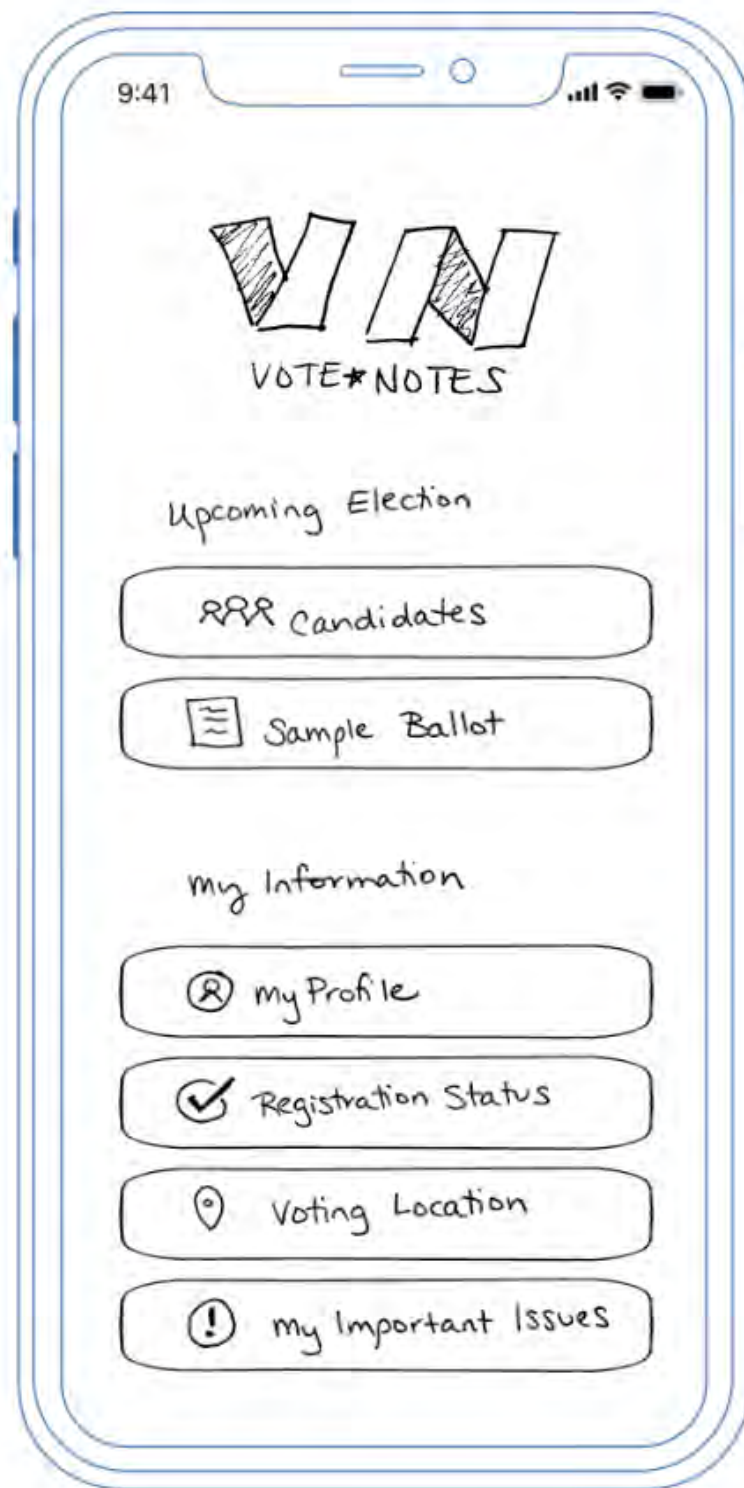 9:41
VN
VOTE★NOTES
Upcoming Election
Candidates
Sample Ballot
My Information
My Profile
Registration Status
Voting Location
My Important Issues